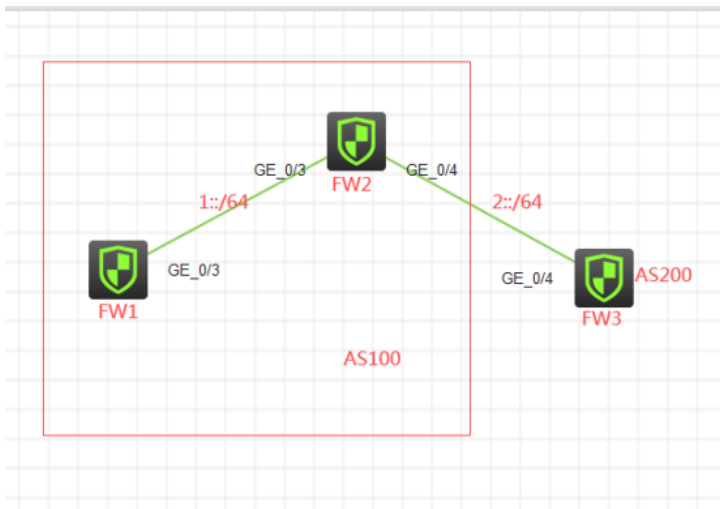 GE_0/3
GE_0/4
FW2
1::/64
2::/64
GE_0/3
GE_0/4
AS200
FW1
FW3
AS100